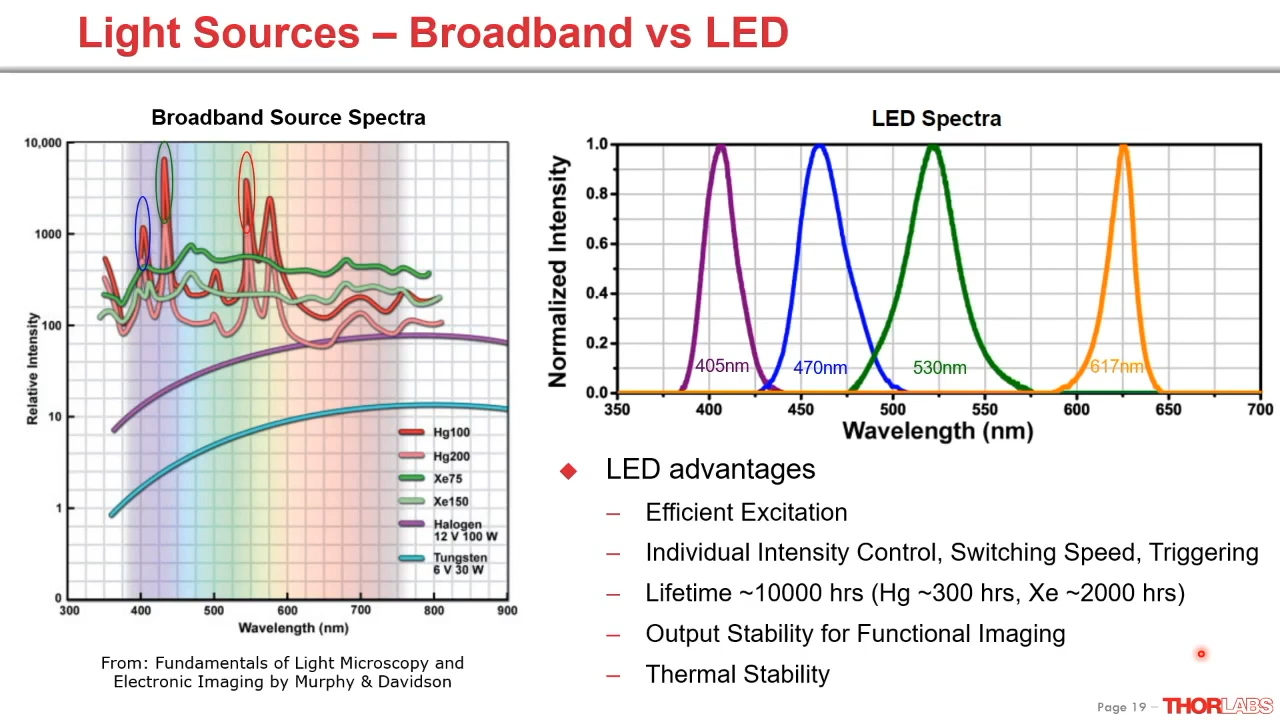 Light Sources – Broadband vs LED
Broadband Source Spectra
10,000
1000
100
10
1
0
Relative Intensity
300 400 500 600 700 800 900
Wavelength (nm)
Hg100
Hg200
Xe75
Xe150
Halogen
12 V 100 W
Tungsten
6 V 30 W
From: Fundamentals of Light Microscopy and
Electronic Imaging by Murphy & Davidson
LED Spectra
1.0
0.8
0.6
0.4
0.2
0.0
Normalized Intensity
405nm 470nm 530nm 617nm
350 400 450 500 550 600 650 700
Wavelength (nm)
◆ LED advantages
– Efficient Excitation
– Individual Intensity Control, Switching Speed, Triggering
– Lifetime ~10000 hrs (Hg ~300 hrs, Xe ~2000 hrs)
– Output Stability for Functional Imaging
– Thermal Stability
Page 19 – THORLABS